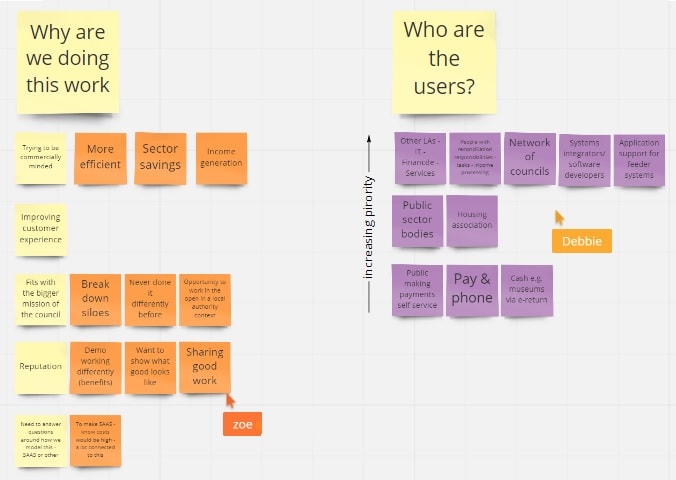 Why are
we doing
this work
Trying to be
commercially
minded
More
efficient
Sector
savings
Income
generation
Improving
customer
experience
Fits with
the bigger
mission of
the council
Break
down
siloes
Never done
it
differently
before
Opportunity to
work in the
open in a local
authority
context
Reputation
Demo
working
differently
(benefits)
Want to
show what
good looks
like
Sharing
good
work
zoe
Need to answer
questions
around how we
model this -
SAAS or other
To make SAAS -
know costs
would be high -
a lot connected
to this
Who are
the
users?
Increasing pirority
Other LAs -
IT -
Financde -
Services
People with
reconciliation
responsibilities -
tasks - income
processing
Network
of
councils
Systems
integrators/
software
developers
Application
support for
feeder
systems
Public
sector
bodies
Housing
association
Debbie
Public
making
payments
self service
Pay &
phone
Cash e.g.
museums
via e-return